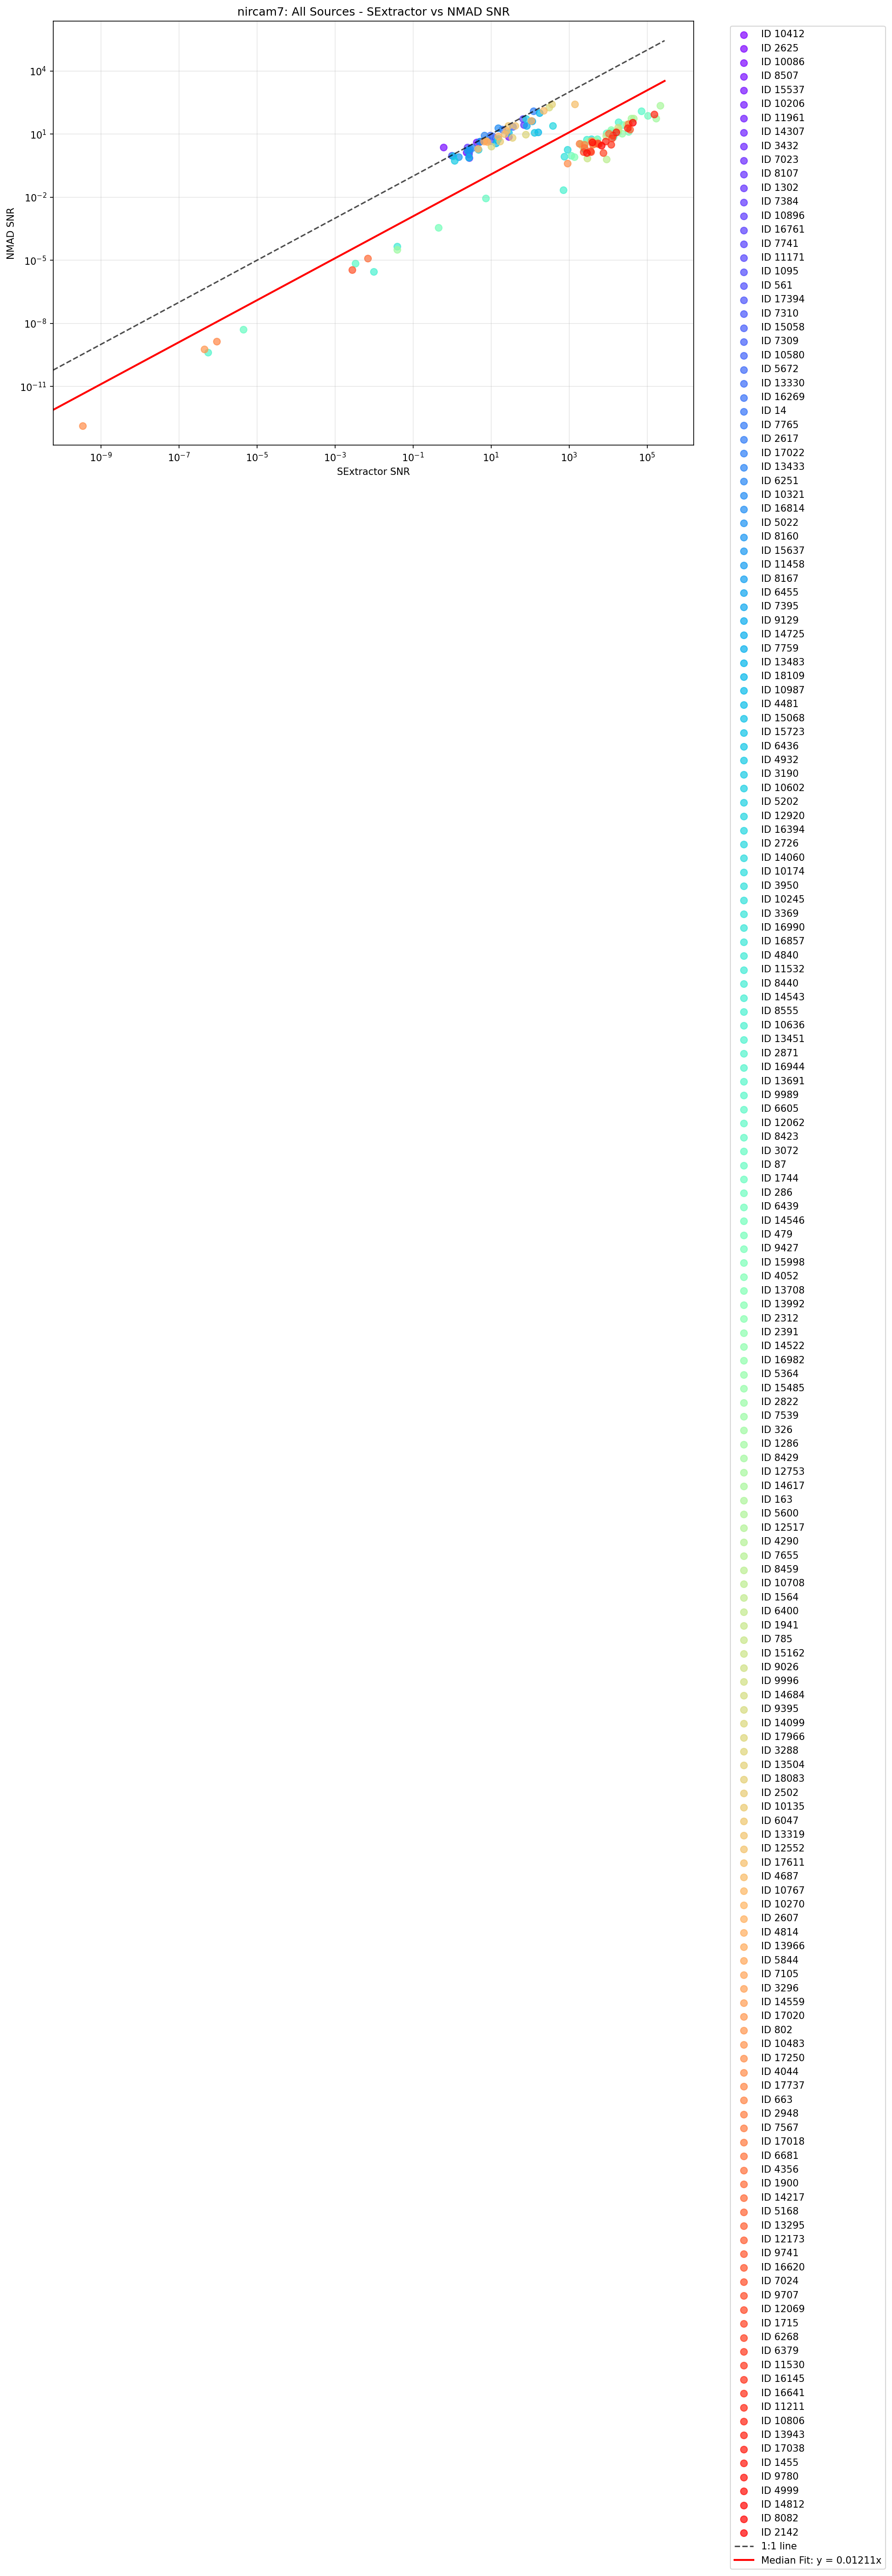 nircam7: All Sources - SExtractor vs NMAD SNR
NMAD SNR
10⁴
10¹
10⁻²
10⁻⁵
10⁻⁸
10⁻¹¹
10⁻⁹
10⁻⁷
10⁻⁵
10⁻³
10⁻¹
10¹
10³
10⁵
SExtractor SNR
ID 10412
ID 2625
ID 10086
ID 8507
ID 15537
ID 10206
ID 11961
ID 14307
ID 3432
ID 7023
ID 8107
ID 1302
ID 7384
ID 10896
ID 16761
ID 7741
ID 11171
ID 1095
ID 561
ID 17394
ID 7310
ID 15058
ID 7309
ID 10580
ID 5672
ID 13330
ID 16269
ID 14
ID 7765
ID 2617
ID 17022
ID 13433
ID 6251
ID 10321
ID 16814
ID 5022
ID 8160
ID 15637
ID 11458
ID 8167
ID 6455
ID 7395
ID 9129
ID 14725
ID 7759
ID 13483
ID 18109
ID 10987
ID 4481
ID 15068
ID 15723
ID 6436
ID 4932
ID 3190
ID 10602
ID 5202
ID 12920
ID 16394
ID 2726
ID 14060
ID 10174
ID 3950
ID 10245
ID 3369
ID 16990
ID 16857
ID 4840
ID 11532
ID 8440
ID 14543
ID 8555
ID 10636
ID 13451
ID 2871
ID 16944
ID 13691
ID 9989
ID 6605
ID 12062
ID 8423
ID 3072
ID 87
ID 1744
ID 286
ID 6439
ID 14546
ID 479
ID 9427
ID 15998
ID 4052
ID 13708
ID 13992
ID 2312
ID 2391
ID 14522
ID 16982
ID 5364
ID 15485
ID 2822
ID 7539
ID 326
ID 1286
ID 8429
ID 12753
ID 14617
ID 163
ID 5600
ID 12517
ID 4290
ID 7655
ID 8459
ID 10708
ID 1564
ID 6400
ID 1941
ID 785
ID 15162
ID 9026
ID 9996
ID 14684
ID 9395
ID 14099
ID 17966
ID 3288
ID 13504
ID 18083
ID 2502
ID 10135
ID 6047
ID 13319
ID 12552
ID 17611
ID 4687
ID 10767
ID 10270
ID 2607
ID 4814
ID 13966
ID 5844
ID 7105
ID 3296
ID 14559
ID 17020
ID 802
ID 10483
ID 17250
ID 4044
ID 17737
ID 663
ID 2948
ID 7567
ID 17018
ID 6681
ID 4356
ID 1900
ID 14217
ID 5168
ID 13295
ID 12173
ID 9741
ID 16620
ID 7024
ID 9707
ID 12069
ID 1715
ID 6268
ID 6379
ID 11530
ID 16145
ID 16641
ID 11211
ID 10806
ID 13943
ID 17038
ID 1455
ID 9780
ID 4999
ID 14812
ID 8082
ID 2142
1:1 line
Median Fit: y = 0.01211x